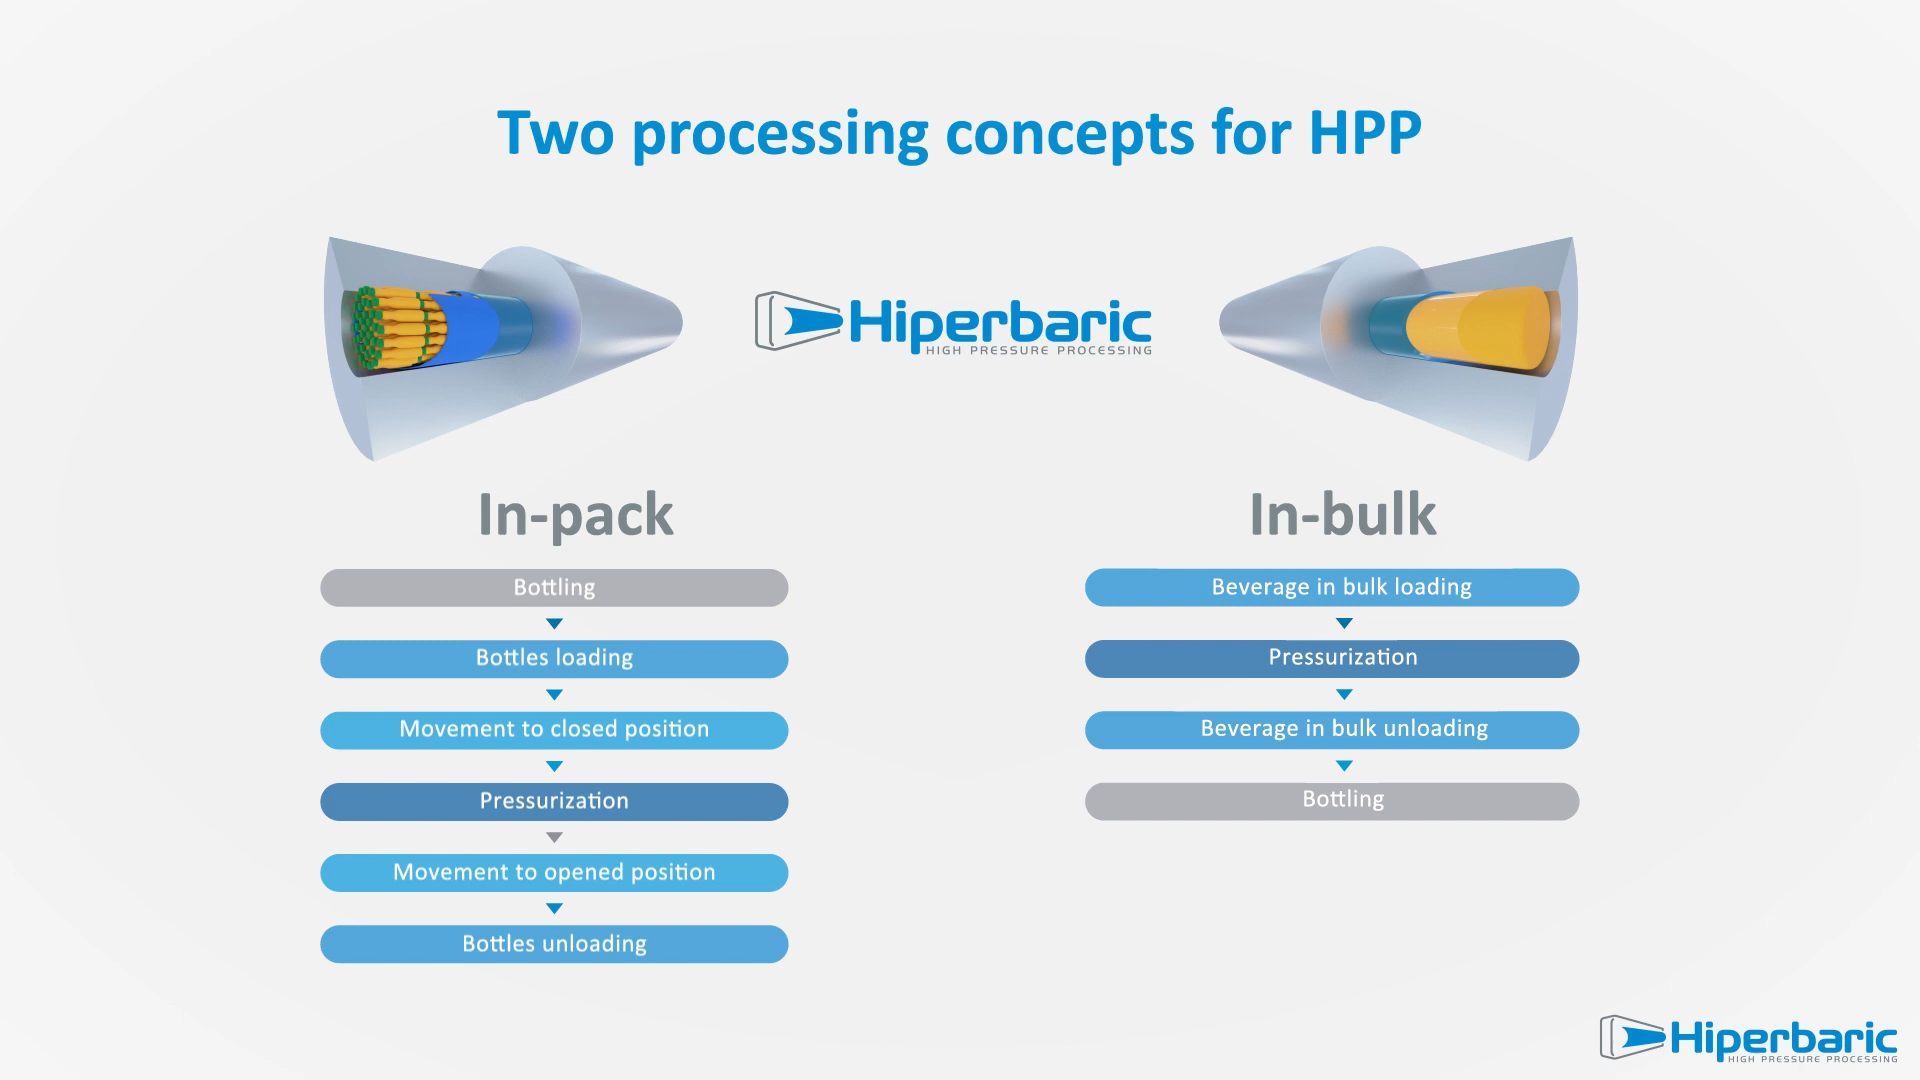 Two processing concepts for HPP
Hiperbaric
HIGH PRESSURE PROCESSING
In-pack
Bottling
Bottles loading
Movement to closed position
Pressurization
Movement to opened position
Bottles unloading
In-bulk
Beverage in bulk loading
Pressurization
Beverage in bulk unloading
Bottling
Hiperbaric
HIGH PRESSURE PROCESSING